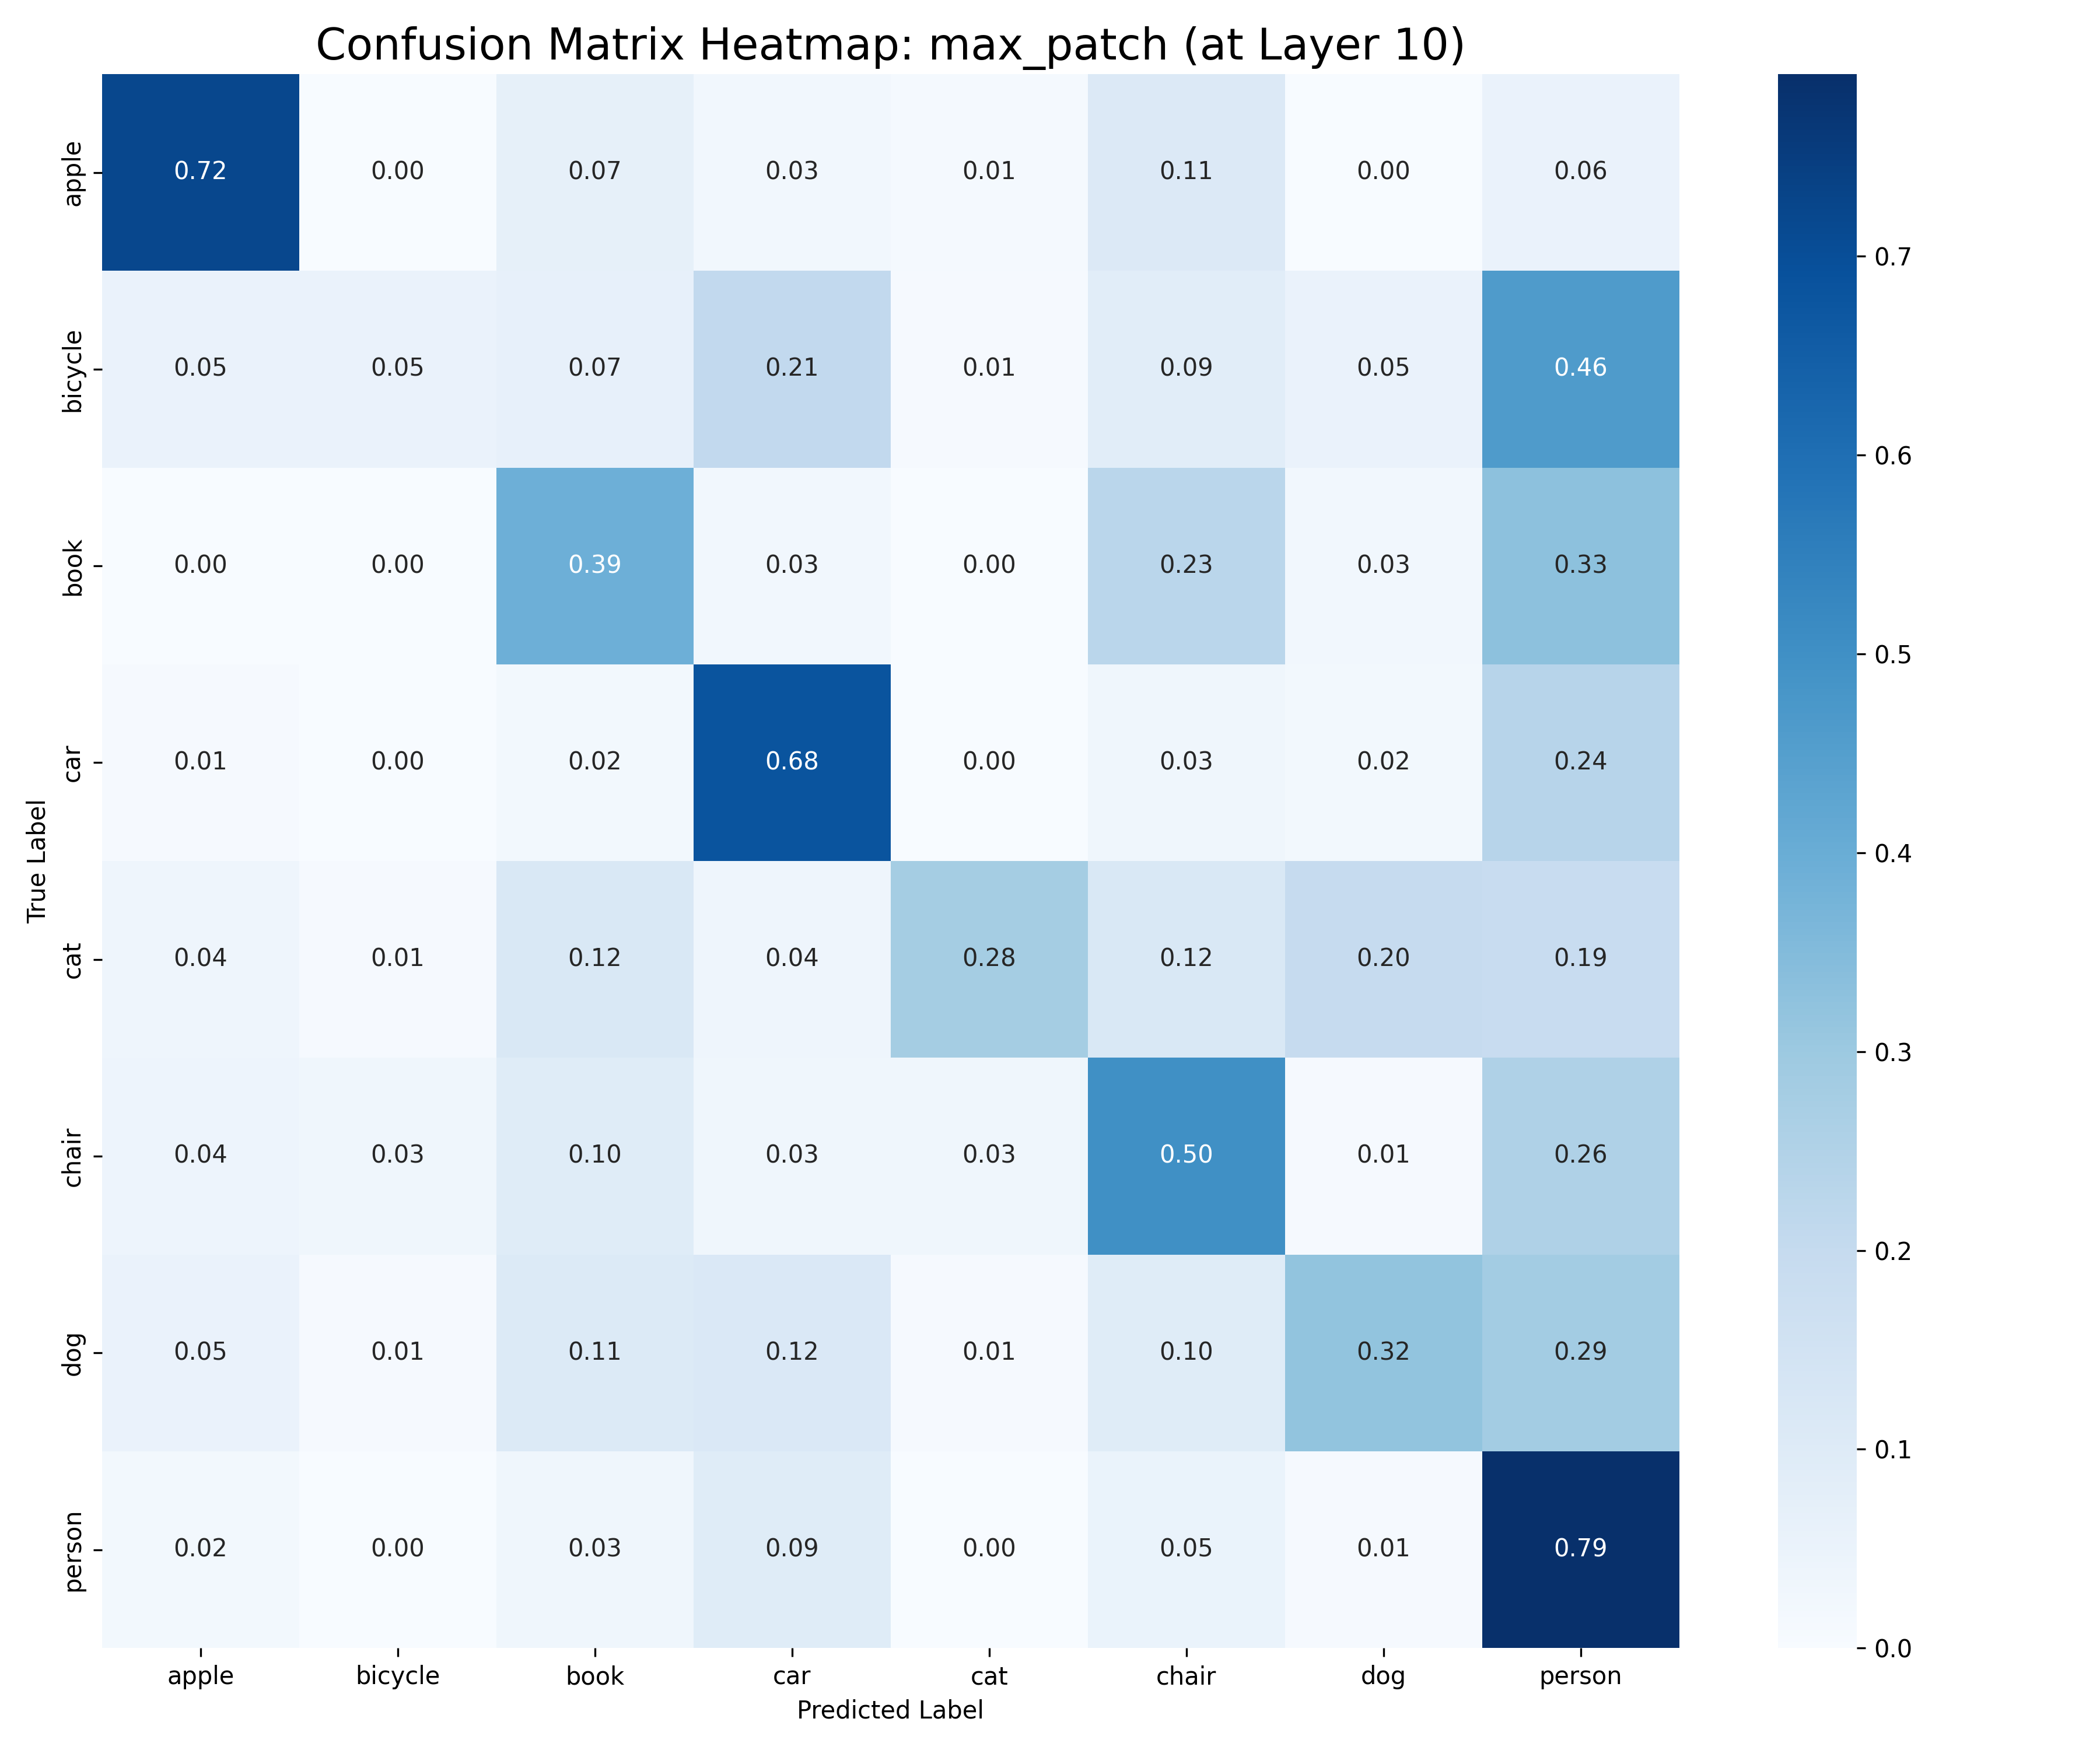 Confusion Matrix Heatmap: max_patch (at Layer 10)
True Label
apple 0.72 0.00 0.07 0.03 0.01 0.11 0.00 0.06
bicycle 0.05 0.05 0.07 0.21 0.01 0.09 0.05 0.46
book 0.00 0.00 0.39 0.03 0.00 0.23 0.03 0.33
car 0.01 0.00 0.02 0.68 0.00 0.03 0.02 0.24
cat 0.04 0.01 0.12 0.04 0.28 0.12 0.20 0.19
chair 0.04 0.03 0.10 0.03 0.03 0.50 0.01 0.26
dog 0.05 0.01 0.11 0.12 0.01 0.10 0.32 0.29
person 0.02 0.00 0.03 0.09 0.00 0.05 0.01 0.79
apple bicycle book car cat chair dog person
Predicted Label
0.7
0.6
0.5
0.4
0.3
0.2
0.1
0.0